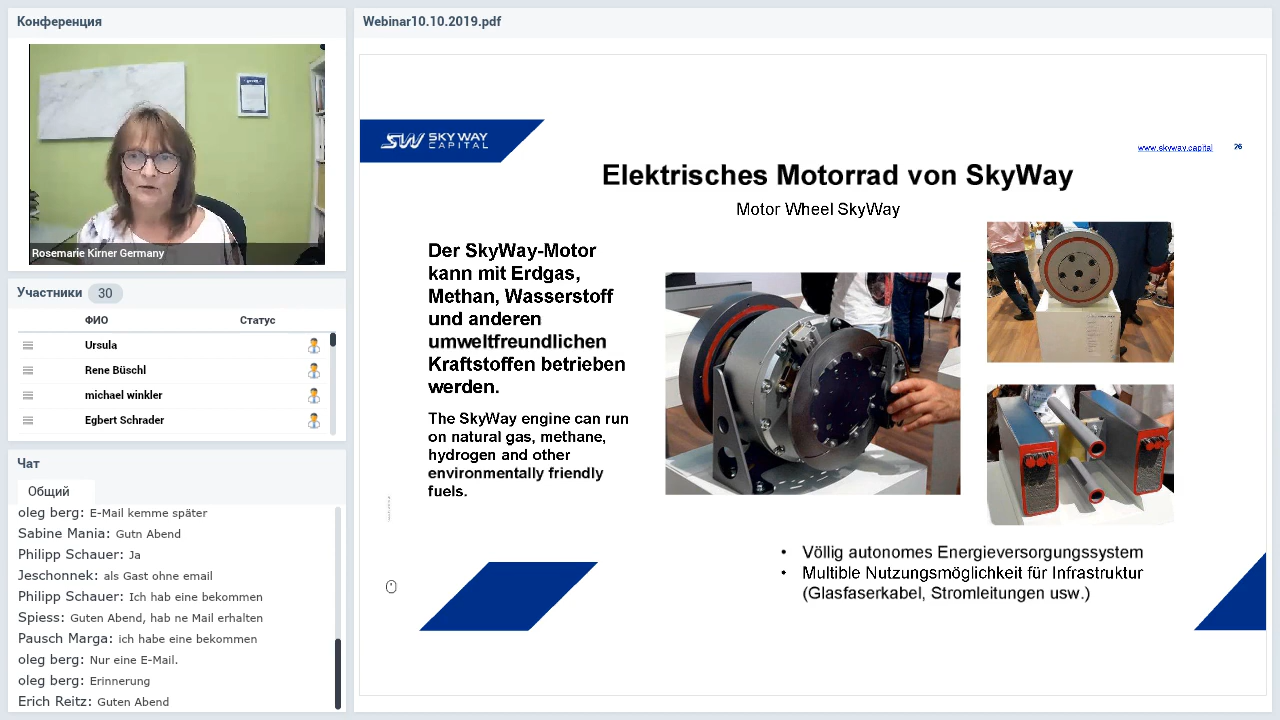 Конференция
Rosemarie Kirner Germany
Участники 30
ФИО Статус
Ursula
Rene Büschl
michael winkler
Egbert Schrader
Чат
Общий
oleg berg: E-Mail kemme später
Sabine Mania: Gutn Abend
Philipp Schauer: Ja
Jeschonnek: als Gast ohne email
Philipp Schauer: Ich hab eine bekommen
Spiess: Guten Abend, hab ne Mail erhalten
Pausch Marga: ich habe eine bekommen
oleg berg: Nur eine E-Mail.
oleg berg: Erinnerung
Erich Reitz: Guten Abend
Webinar10.10.2019.pdf
SW SKY WAY
CAPITAL
www.skyway.capital 26
Elektrisches Motorrad von SkyWay
Motor Wheel SkyWay
Der SkyWay-Motor
kann mit Erdgas,
Methan, Wasserstoff
und anderen
umweltfreundlichen
Kraftstoffen betrieben
werden.
The SkyWay engine can run
on natural gas, methane,
hydrogen and other
environmentally friendly
fuels.
• Völlig autonomes Energieversorgungssystem
• Multible Nutzungsmöglichkeit für Infrastruktur
(Glasfaserkabel, Stromleitungen usw.)